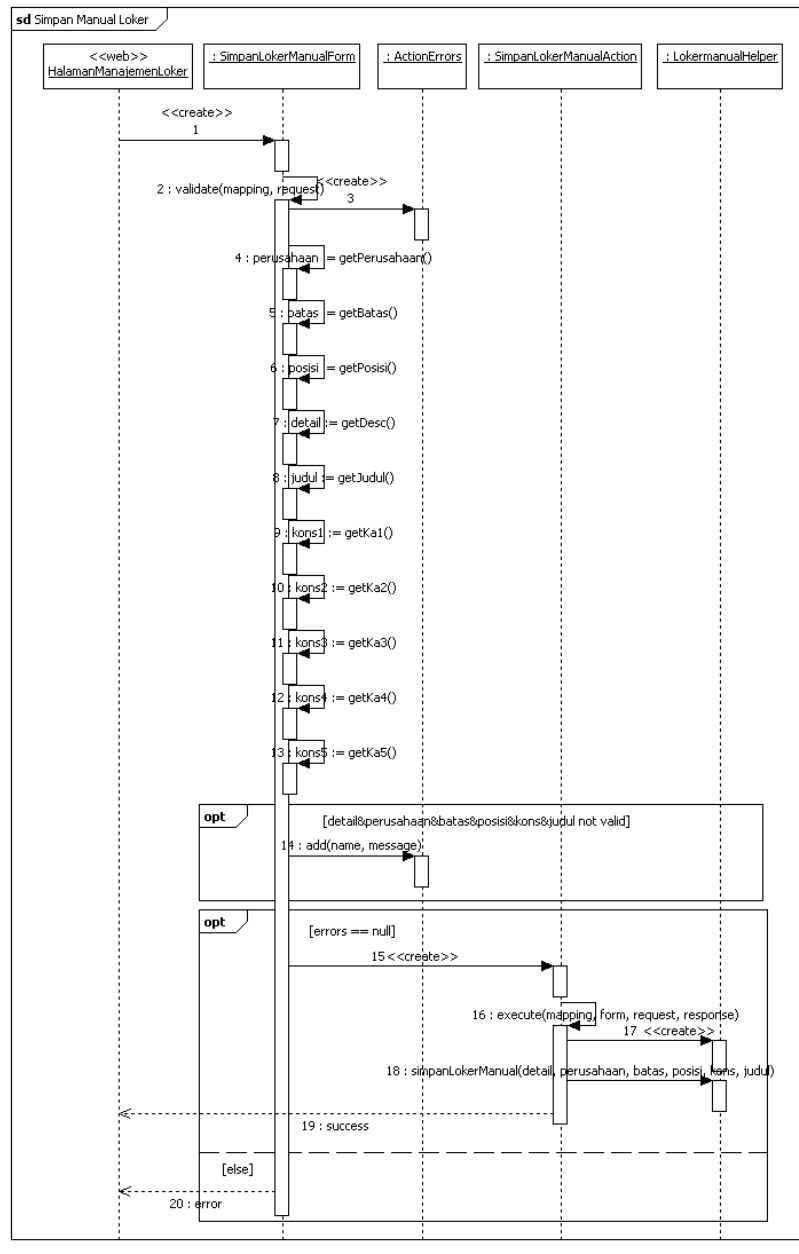 sd Simpan Manual Loker
<<web>>
HalamanManajemenLoker
: SimpanLokerManualForm
: ActionErrors
: SimpanLokerManualAction
: LokermanualHelper
<<create>>
1
2 : validate(mapping, request)
<<create>>
3
4 : perusahaan := getPerusahaan()
5 : batas := getBatas()
6 : posisi := getPosisi()
7 : detail := getDesc()
8 : judul := getJudul()
9 : kons1 := getKa1()
10 : kons2 := getKa2()
11 : kons3 := getKa3()
12 : kons4 := getKa4()
13 : kons5 := getKa5()
opt
[detail&perusahaan&batas&posisi&kons&judul not valid]
14 : add(name, message)
opt
[errors == null]
15 <<create>>
16 : execute(mapping, form, request, response)
17 <<create>>
18 : simpanLokerManual(detail, perusahaan, batas, posisi, kons, judul)
19 : success
[else]
20 : error